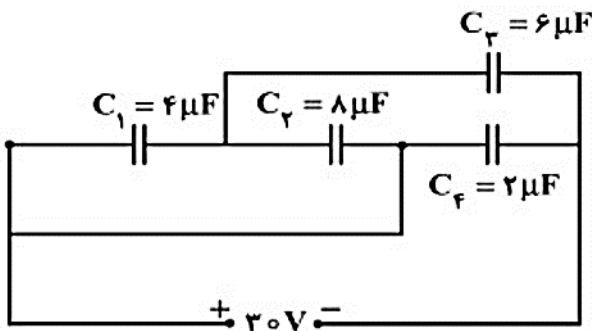 C۳ = ۶μF
C۱ = ۴μF
C۲ = ۸μF
C۴ = ۲μF
+ ۳۰V −